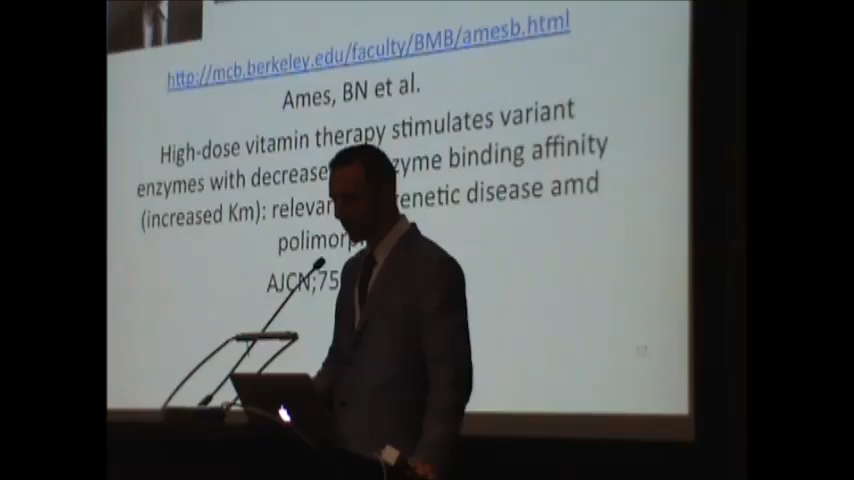 http://mcb.berkeley.edu/faculty/BMB/amesb.html
Ames, BN et al.
High-dose vitamin therapy stimulates variant
enzymes with decrease zyme binding affinity
(increased Km): relevan enetic disease amd
polimorp
AJCN;75